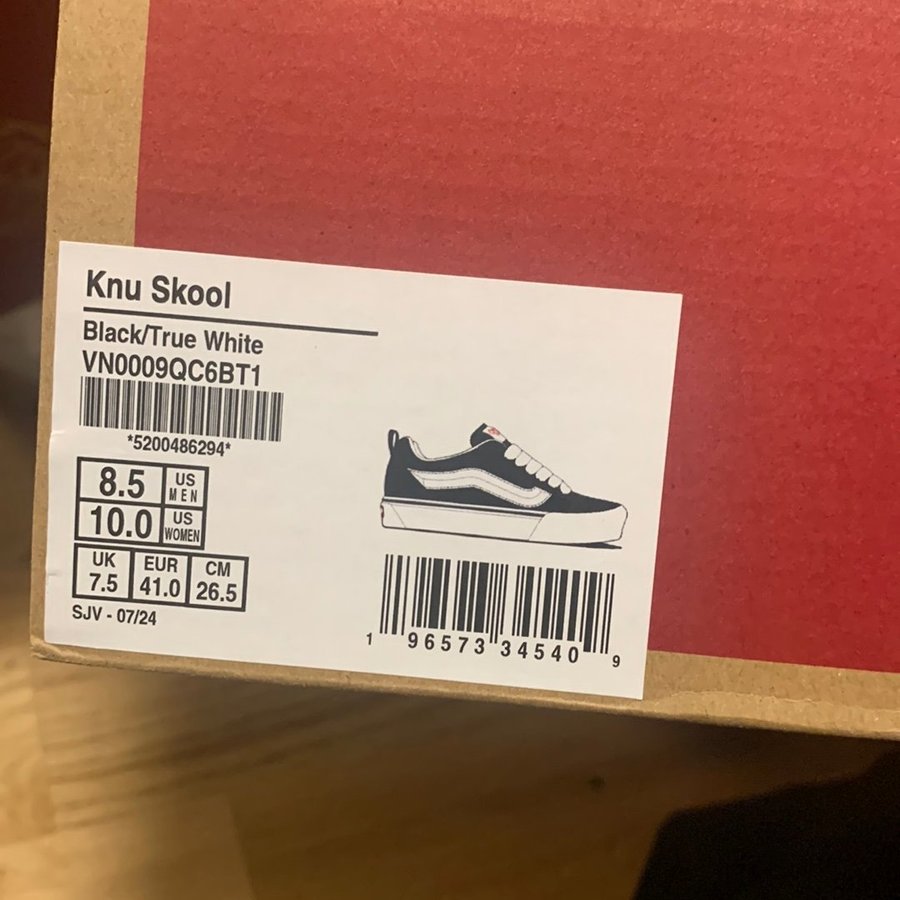 Knu Skool
Black/True White
VN0009QC6BT1
*5200486294*
8.5 US MEN
10.0 US WOMEN
UK EUR CM
7.5 41.0 26.5
SJV - 07/24
1 96573 34540 9